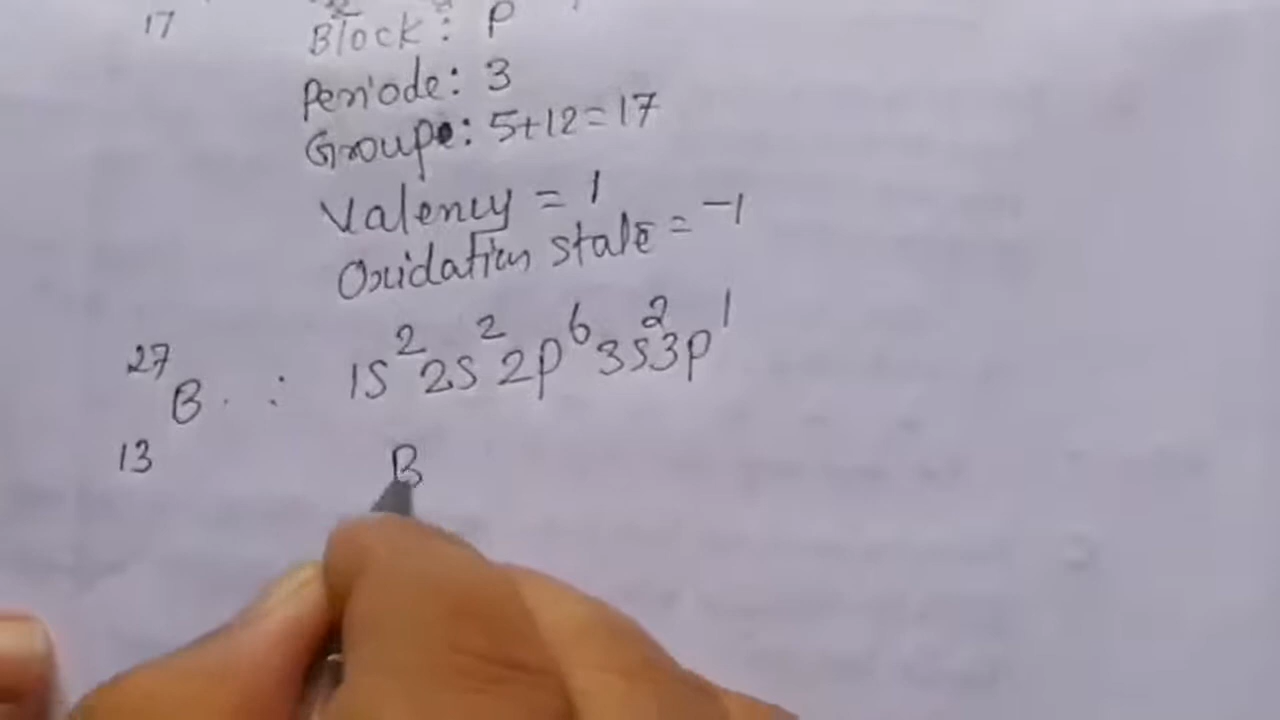 17 Block: P
Periode: 3
Groupe: 5+12=17
Valency = 1
Oxidation state = -1
27 B : 1S² 2S² 2P⁶ 3S² 3P¹
13 B